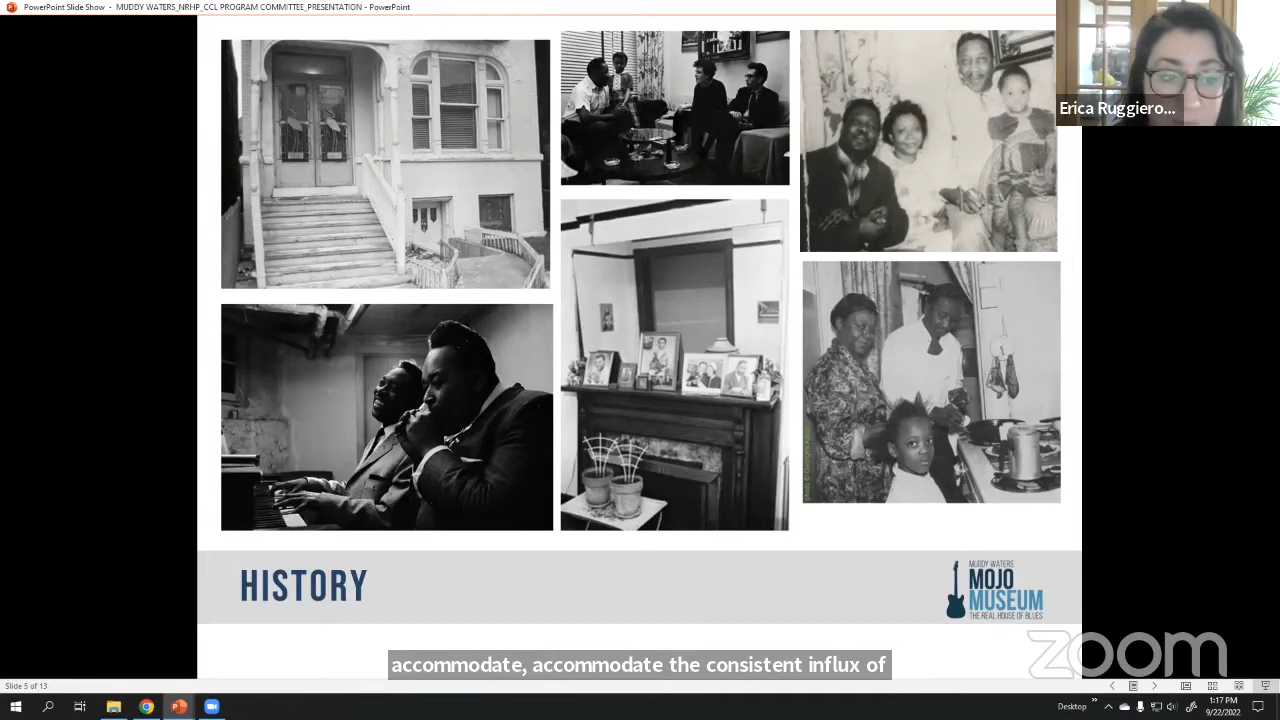 PowerPoint Slide Show - MUDDY WATERS_NRHP_CCL PROGRAM COMMITTEE_PRESENTATION - PowerPoint
Erica Ruggiero...
HISTORY
MUDDY WATERS
MOJO
MUSEUM
THE REAL HOUSE OF BLUES
accommodate, accommodate the consistent influx of
zoom
Slide 5 of 13
Desktop
1:17 PM
9/22/2022